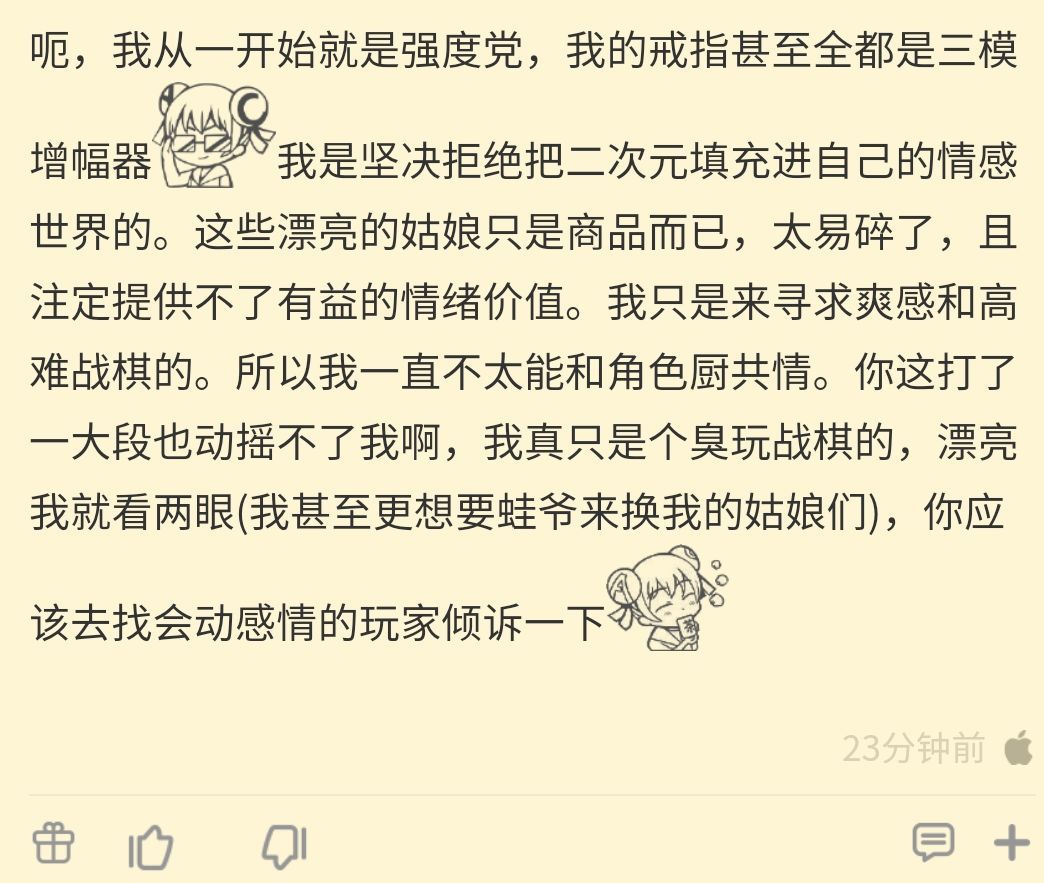 呃，我从一开始就是强度党，我的戒指甚至全都是三模
增幅器我是坚决拒绝把二次元填充进自己的情感
世界的。这些漂亮的姑娘只是商品而已，太易碎了，且
注定提供不了有益的情绪价值。我只是来寻求爽感和高
难战棋的。所以我一直不太能和角色厨共情。你这打了
一大段也动摇不了我啊，我真只是个臭玩战棋的，漂亮
我就看两眼(我甚至更想要蛙爷来换我的姑娘们)，你应
该去找会动感情的玩家倾诉一下
23分钟前